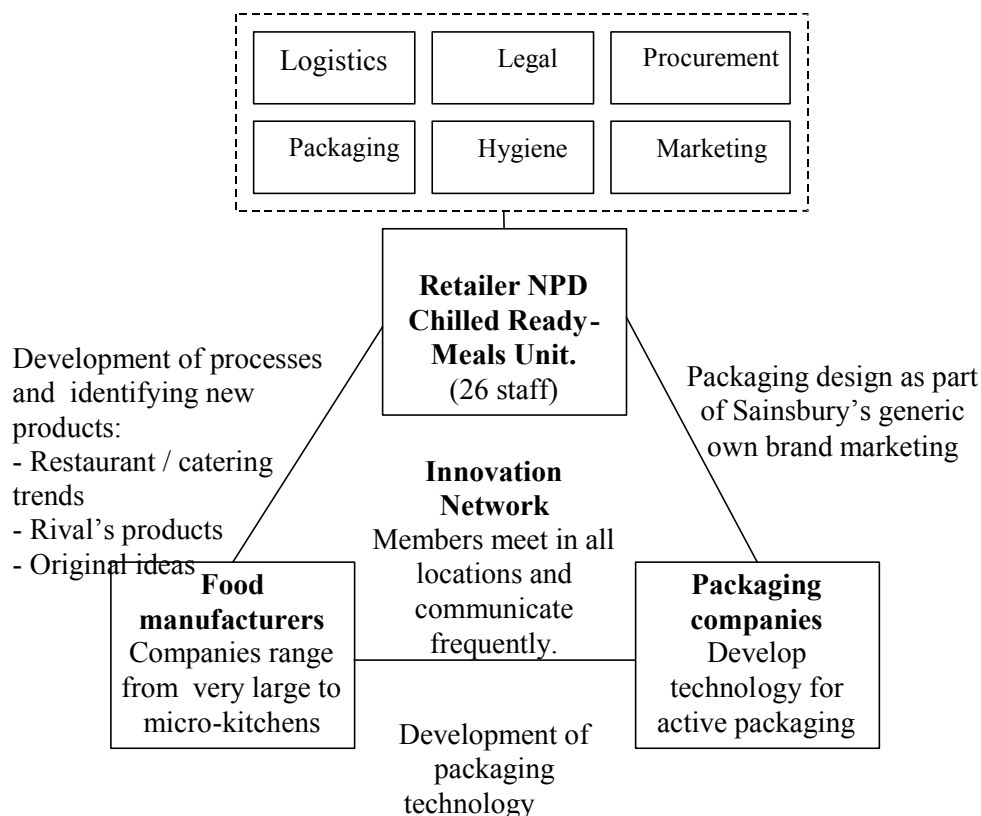 Logistics
Legal
Procurement
Packaging
Hygiene
Marketing
Retailer NPD
Chilled Ready-
Meals Unit.
(26 staff)
Development of processes
and identifying new
products:
- Restaurant / catering
trends
- Rival's products
- Original ideas
Packaging design as part
of Sainsbury's generic
own brand marketing
Innovation
Network
Members meet in all
locations and
communicate
frequently.
Food
manufacturers
Companies range
from very large to
micro-kitchens
Packaging
companies
Develop
technology for
active packaging
Development of
packaging
technology